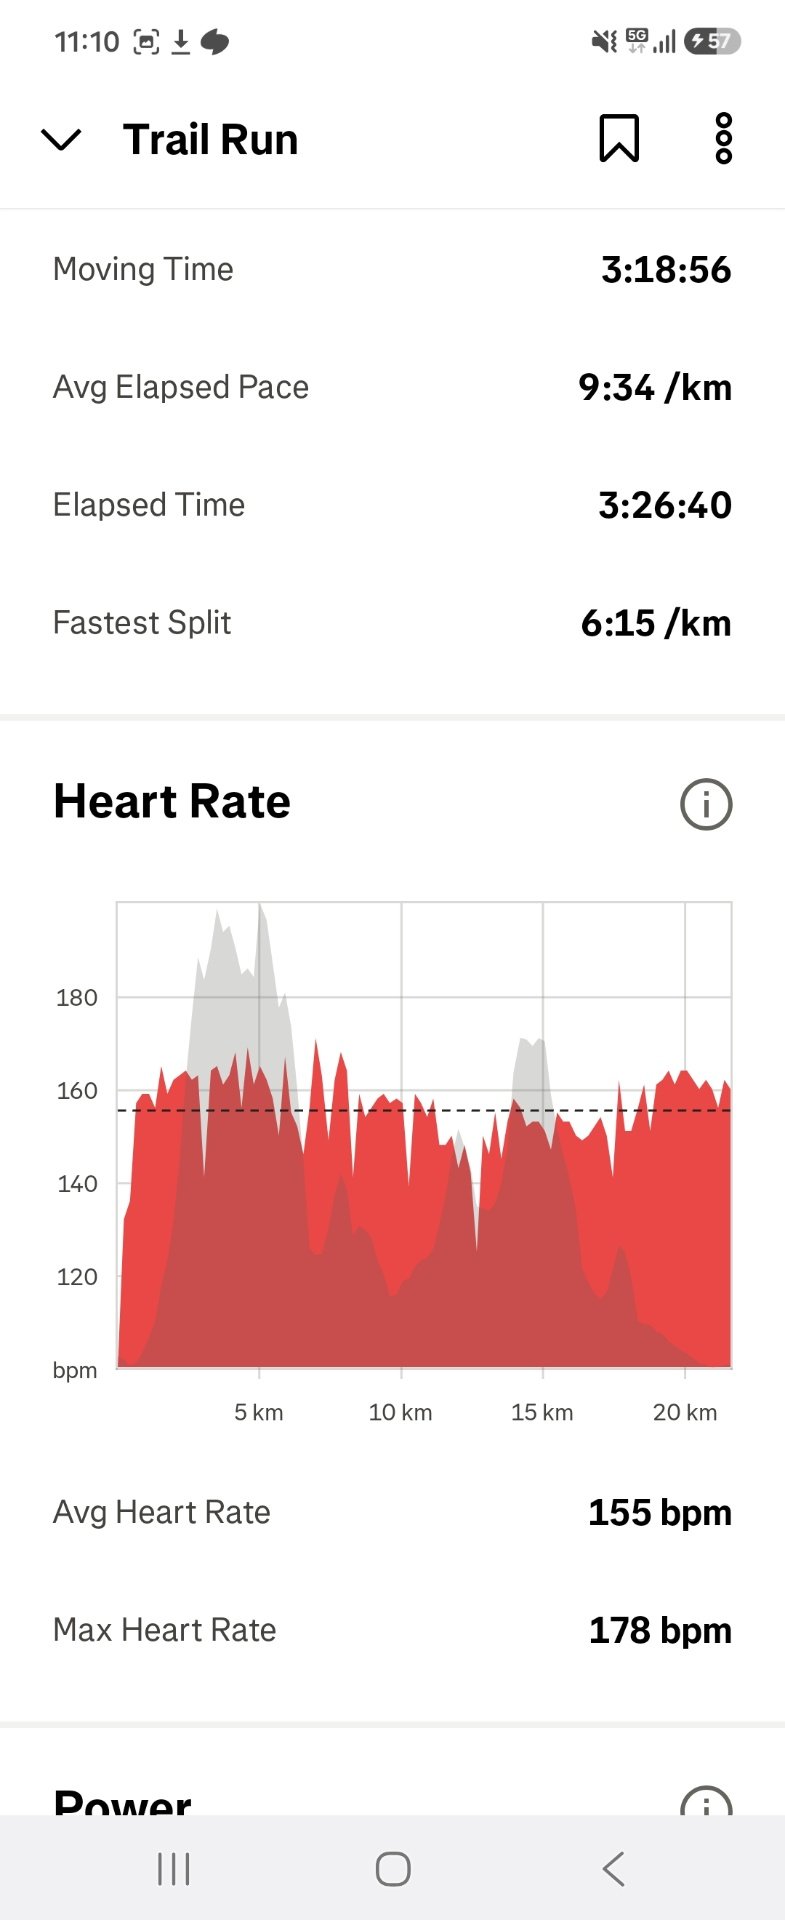 11:10 5G 57
Trail Run
Moving Time 3:18:56
Avg Elapsed Pace 9:34 /km
Elapsed Time 3:26:40
Fastest Split 6:15 /km
Heart Rate
180
160
140
120
bpm
5 km 10 km 15 km 20 km
Avg Heart Rate 155 bpm
Max Heart Rate 178 bpm
Power